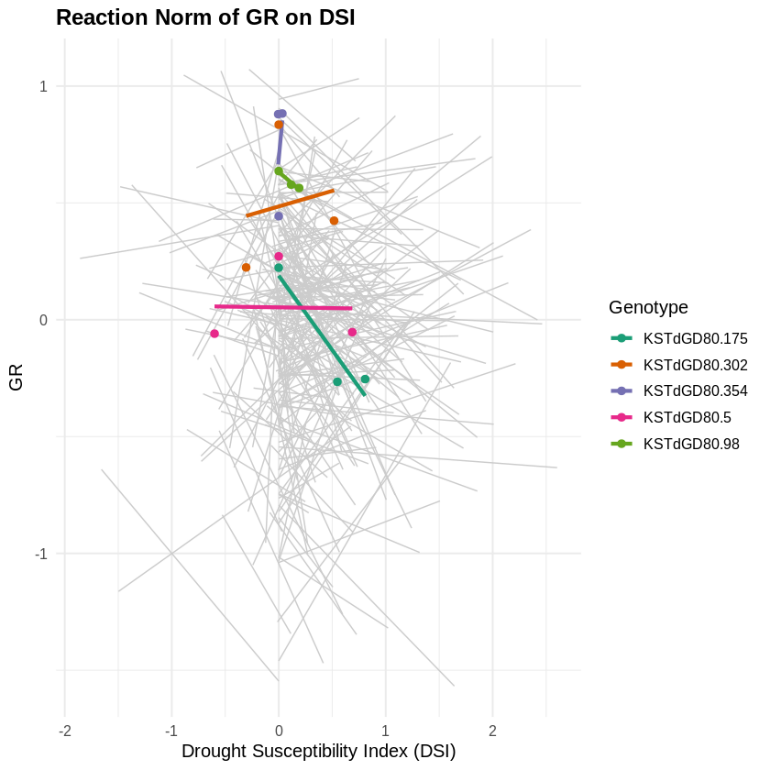 Reaction Norm of GR on DSI
1
0
-1
GR
-2
-1
0
1
2
Drought Susceptibility Index (DSI)
Genotype
KSTdGD80.175
KSTdGD80.302
KSTdGD80.354
KSTdGD80.5
KSTdGD80.98